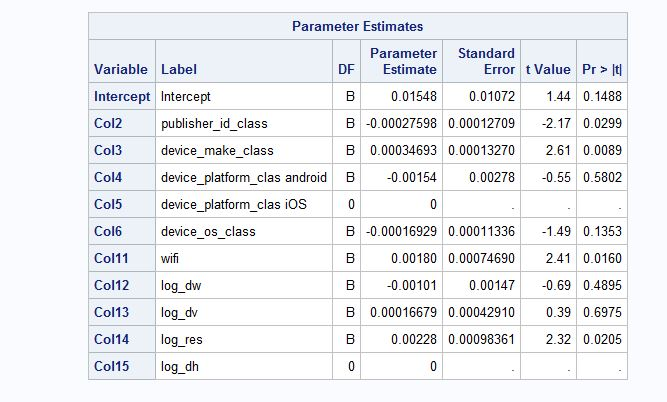 Parameter Estimates
Variable Label DF Parameter Estimate Standard Error t Value Pr > |t|
Intercept Intercept B 0.01548 0.01072 1.44 0.1488
Col2 publisher_id_class B -0.00027598 0.00012709 -2.17 0.0299
Col3 device_make_class B 0.00034693 0.00013270 2.61 0.0089
Col4 device_platform_clas android B -0.00154 0.00278 -0.55 0.5802
Col5 device_platform_clas iOS 0 0 . . .
Col6 device_os_class B -0.00016929 0.00011336 -1.49 0.1353
Col11 wifi B 0.00180 0.00074690 2.41 0.0160
Col12 log_dw B -0.00101 0.00147 -0.69 0.4895
Col13 log_dv B 0.00016679 0.00042910 0.39 0.6975
Col14 log_res B 0.00228 0.00098361 2.32 0.0205
Col15 log_dh 0 0 . . .